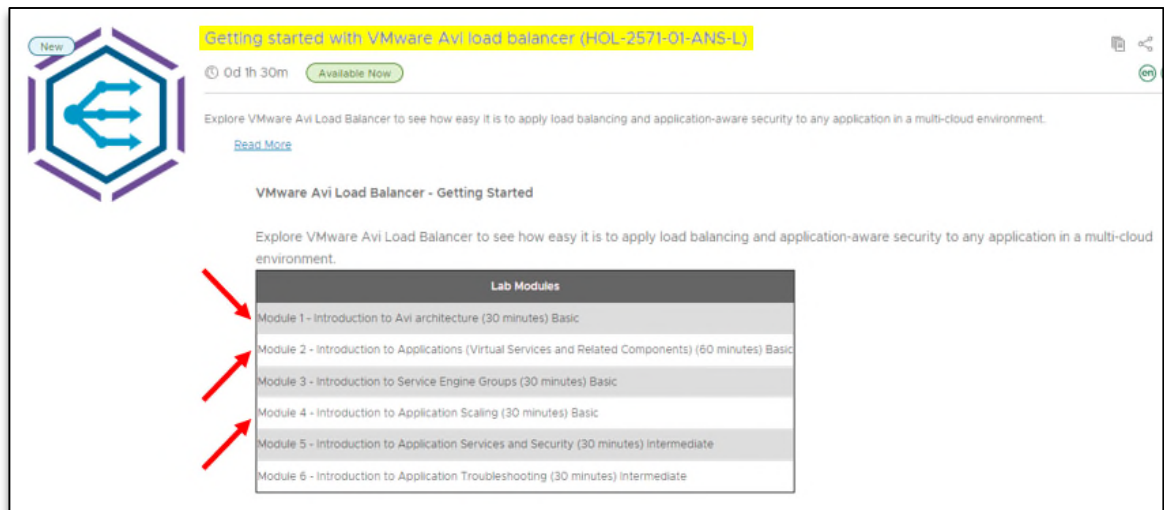 New
Getting started with VMware Avi load balancer (HOL-2571-01-ANS-L)
0d 1h 30m
Available Now
en
Explore VMware Avi Load Balancer to see how easy it is to apply load balancing and application-aware security to any application in a multi-cloud environment.
Read More
VMware Avi Load Balancer - Getting Started
Explore VMware Avi Load Balancer to see how easy it is to apply load balancing and application-aware security to any application in a multi-cloud
environment.
Lab Modules
Module 1 - Introduction to Avi architecture (30 minutes) Basic
Module 2 - Introduction to Applications (Virtual Services and Related Components) (60 minutes) Basic
Module 3 - Introduction to Service Engine Groups (30 minutes) Basic
Module 4 - Introduction to Application Scaling (30 minutes) Basic
Module 5 - Introduction to Application Services and Security (30 minutes) Intermediate
Module 6 - Introduction to Application Troubleshooting (30 minutes) Intermediate